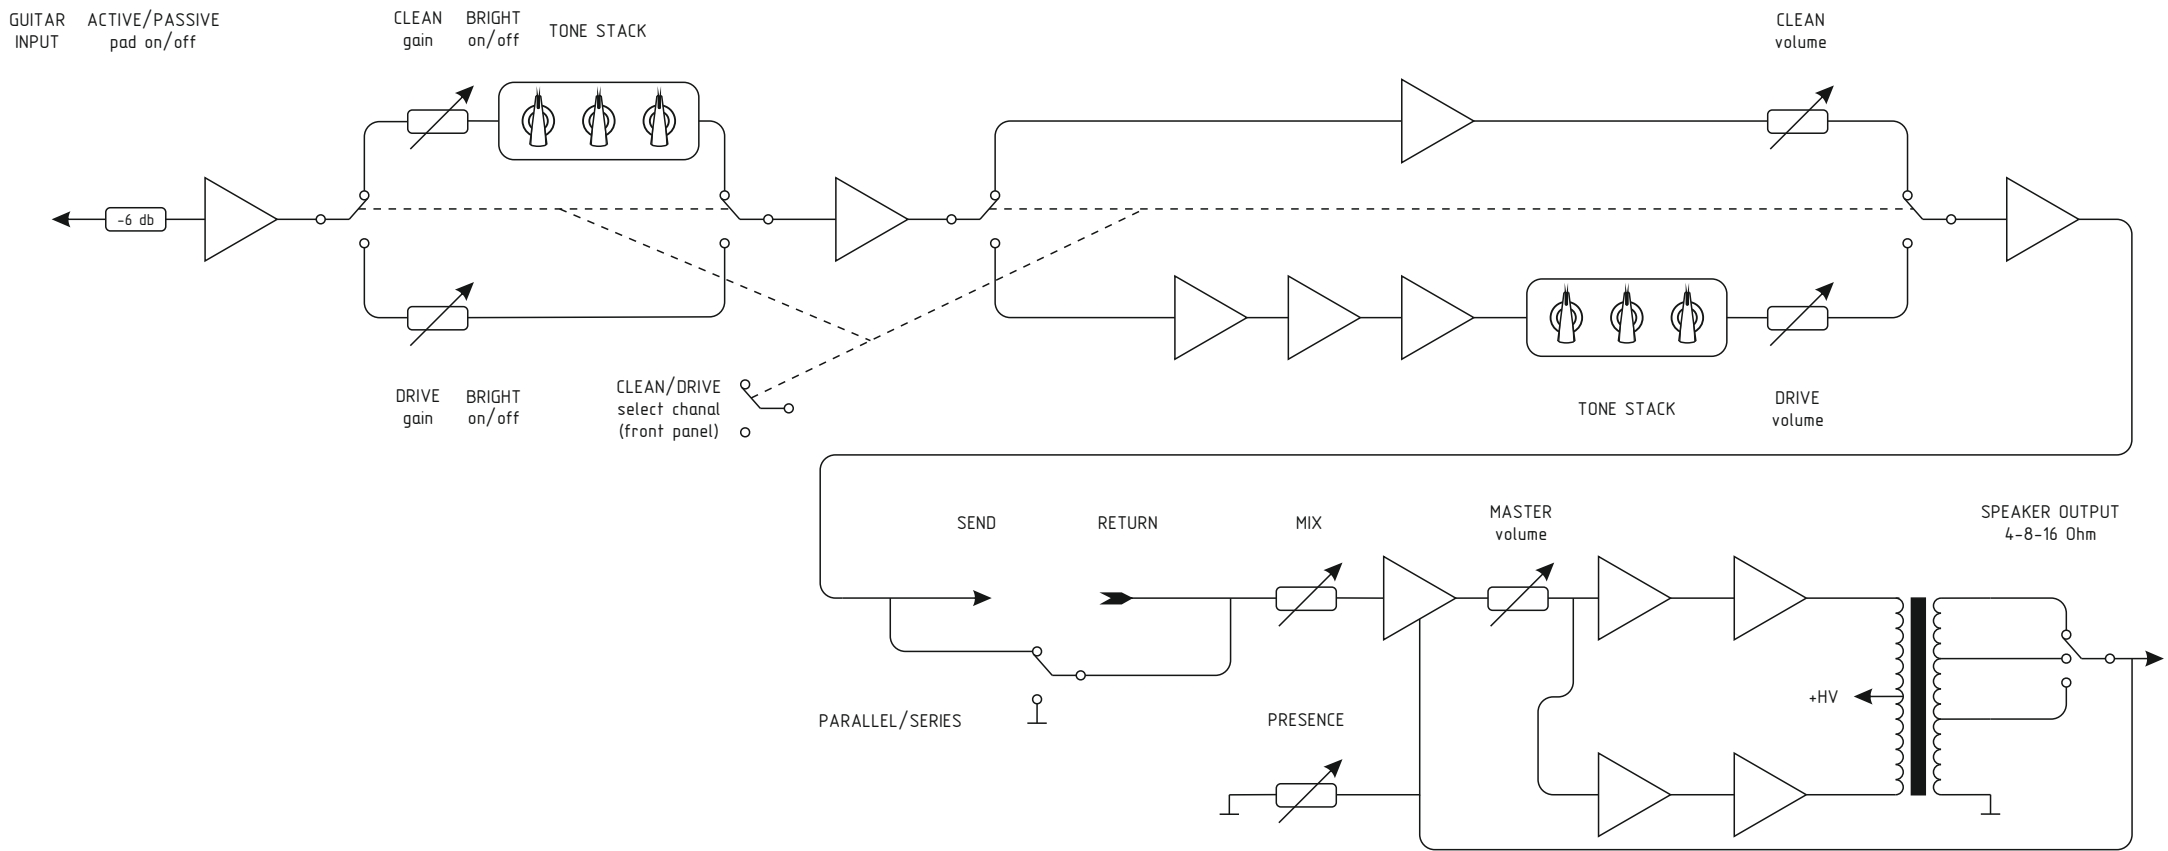 GUITAR
INPUT
ACTIVE/PASSIVE
pad on/off
CLEAN
gain
BRIGHT
on/off
TONE STACK
CLEAN
volume
-6 db
DRIVE
gain
BRIGHT
on/off
CLEAN/DRIVE
select chanal
(front panel)
TONE STACK
DRIVE
volume
SEND
RETURN
MIX
MASTER
volume
SPEAKER OUTPUT
4-8-16 Ohm
+HV
PARALLEL/SERIES
PRESENCE